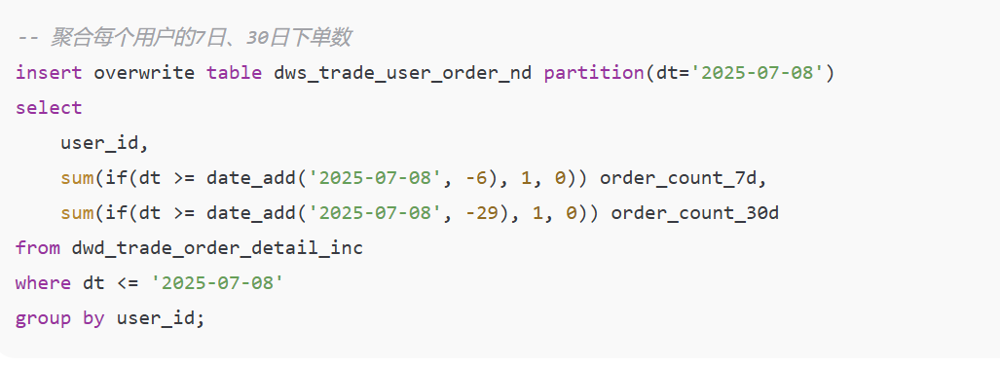 -- 聚合每个用户的7日、30日下单数
insert overwrite table dws_trade_user_order_nd partition(dt='2025-07-08')
select
    user_id,
    sum(if(dt >= date_add('2025-07-08', -6), 1, 0)) order_count_7d,
    sum(if(dt >= date_add('2025-07-08', -29), 1, 0)) order_count_30d
from dwd_trade_order_detail_inc
where dt <= '2025-07-08'
group by user_id;